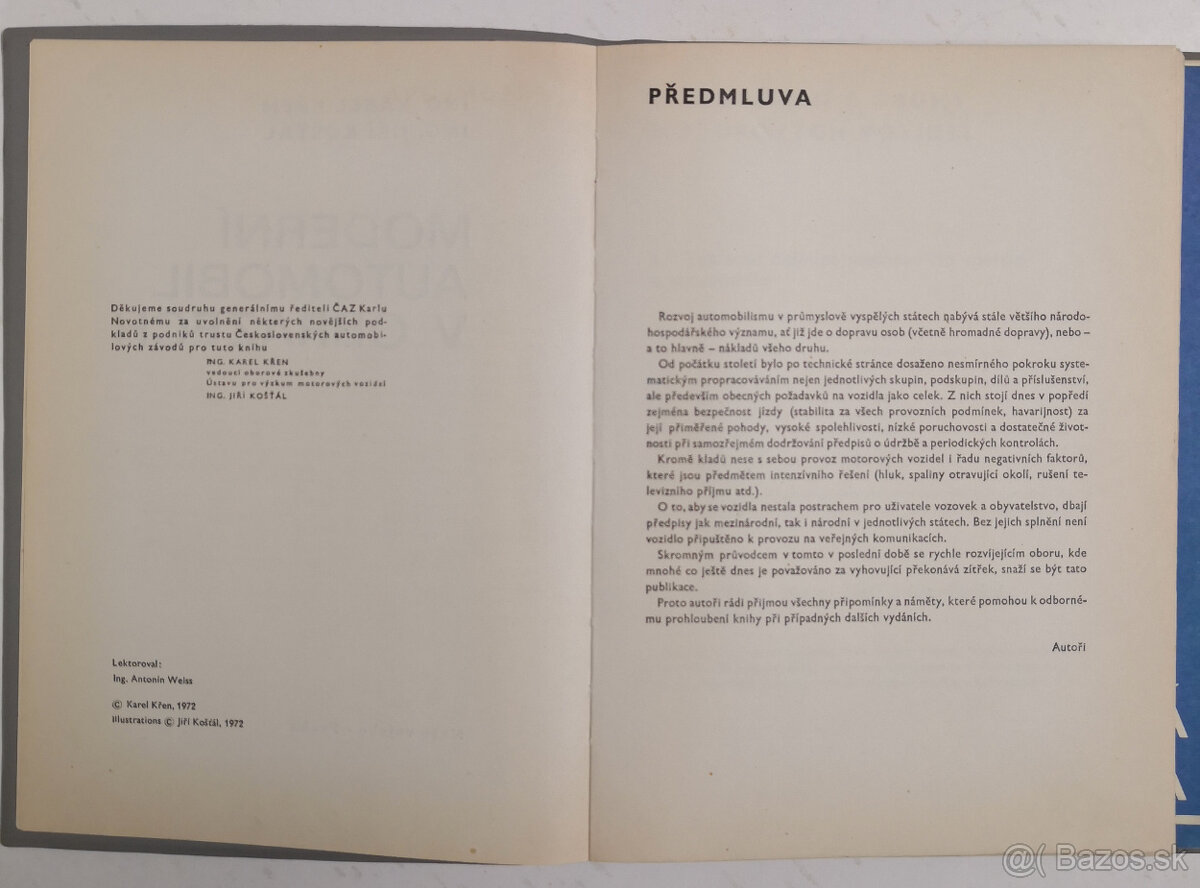 Děkujeme soudruhu generálnímu řediteli ČAZ Karlu
Novotnému za uvolnění některých novějších pod-
kladů z podniků trustu Československých automobi-
lových závodů pro tuto knihu
ING. KAREL KŘEN
vedoucí oborové zkušebny
Ústavu pro výzkum motorových vozidel
ING. JIŘÍ KOŠŤÁL
Lektoroval:
Ing. Antonín Weiss
© Karel Křen, 1972
Illustrations © Jiří Košťál, 1972
PŘEDMLUVA
Rozvoj automobilismu v průmyslově vyspělých státech nabývá stále většího národo-
hospodářského významu, ať již jde o dopravu osob (včetně hromadné dopravy), nebo –
a to hlavně – nákladů všeho druhu.
Od počátku století bylo po technické stránce dosaženo nesmírného pokroku syste-
matickým propracováváním nejen jednotlivých skupin, podskupin, dílů a příslušenství,
ale především obecných požadavků na vozidla jako celek. Z nich stojí dnes v popředí
zejména bezpečnost jízdy (stabilita za všech provozních podmínek, havarijnost) za
její přiměřené pohody, vysoké spolehlivosti, nízké poruchovosti a dostatečné život-
nosti při samozřejmém dodržování předpisů o údržbě a periodických kontrolách.
Kromě kladů nese s sebou provoz motorových vozidel i řadu negativních faktorů,
které jsou předmětem intenzívního řešení (hluk, spaliny otravující okolí, rušení te-
levizního příjmu atd.).
O to, aby se vozidla nestala postrachem pro uživatele vozovek a obyvatelstvo, dbají
předpisy jak mezinárodní, tak i národní v jednotlivých státech. Bez jejich splnění není
vozidlo připuštěno k provozu na veřejných komunikacích.
Skromným průvodcem v tomto v poslední době se rychle rozvíjejícím oboru, kde
mnohé co ještě dnes je považováno za vyhovující překonává zítřek, snaží se být tato
publikace.
Proto autoři rádi přijmou všechny připomínky a náměty, které pomohou k odborné-
mu prohloubení knihy při případných dalších vydáních.
Autoři
@( Bazos.sk